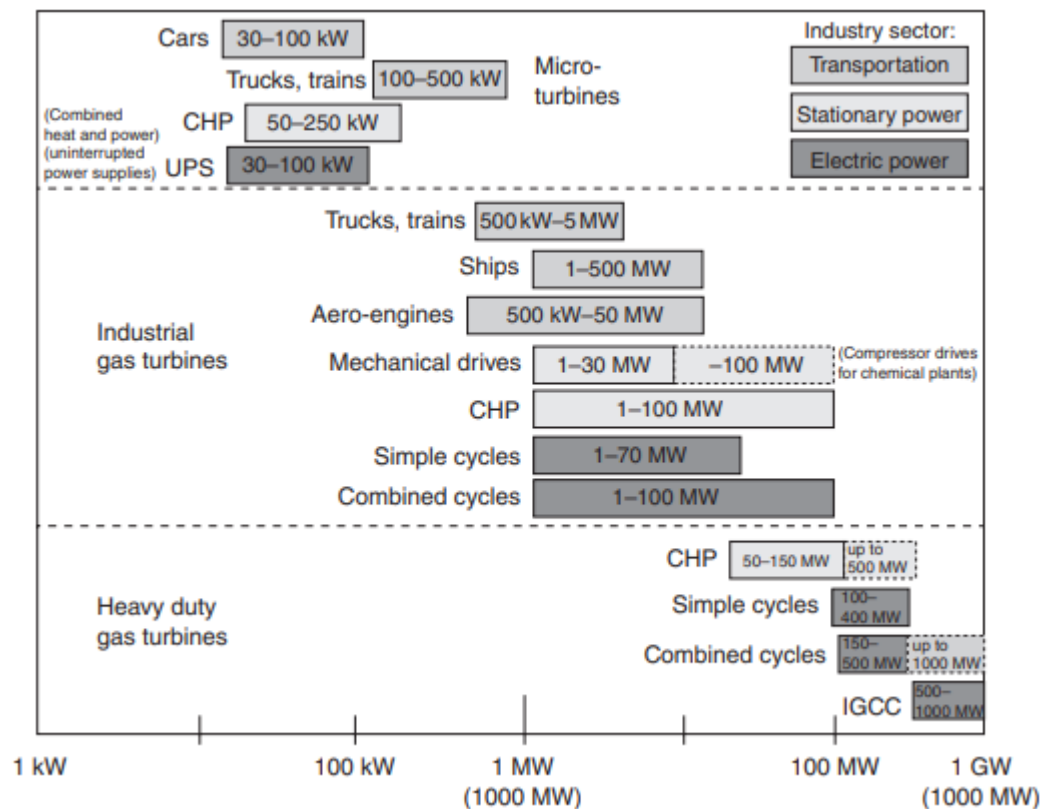 Cars 30–100 kW
Trucks, trains 100–500 kW
(Combined
heat and power)
CHP 50–250 kW
(uninterrupted
power supplies)
UPS 30–100 kW
Micro-
turbines
Industry sector:
Transportation
Stationary power
Electric power
Industrial
gas turbines
Trucks, trains 500 kW–5 MW
Ships 1–500 MW
Aero-engines 500 kW–50 MW
Mechanical drives 1–30 MW –100 MW
(Compressor drives
for chemical plants)
CHP 1–100 MW
Simple cycles 1–70 MW
Combined cycles 1–100 MW
Heavy duty
gas turbines
CHP 50–150 MW
up to
500 MW
Simple cycles
100–
400 MW
Combined cycles
150–
500 MW
up to
1000 MW
IGCC
500–
1000 MW
1 kW 100 kW 1 MW 100 MW 1 GW
(1000 MW) (1000 MW)